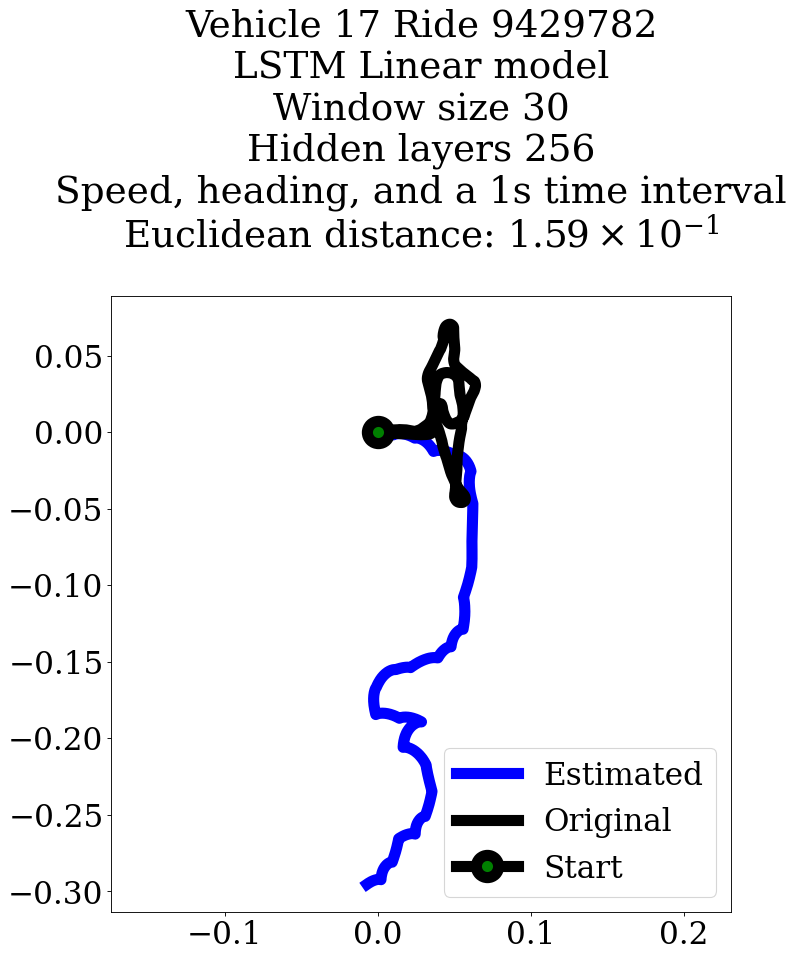 Vehicle 17 Ride 9429782
LSTM Linear model
Window size 30
Hidden layers 256
Speed, heading, and a 1s time interval
Euclidean distance: 1.59 × 10⁻¹
0.05
0.00
−0.05
−0.10
−0.15
−0.20
−0.25
−0.30
Estimated
Original
Start
−0.1
0.0
0.1
0.2